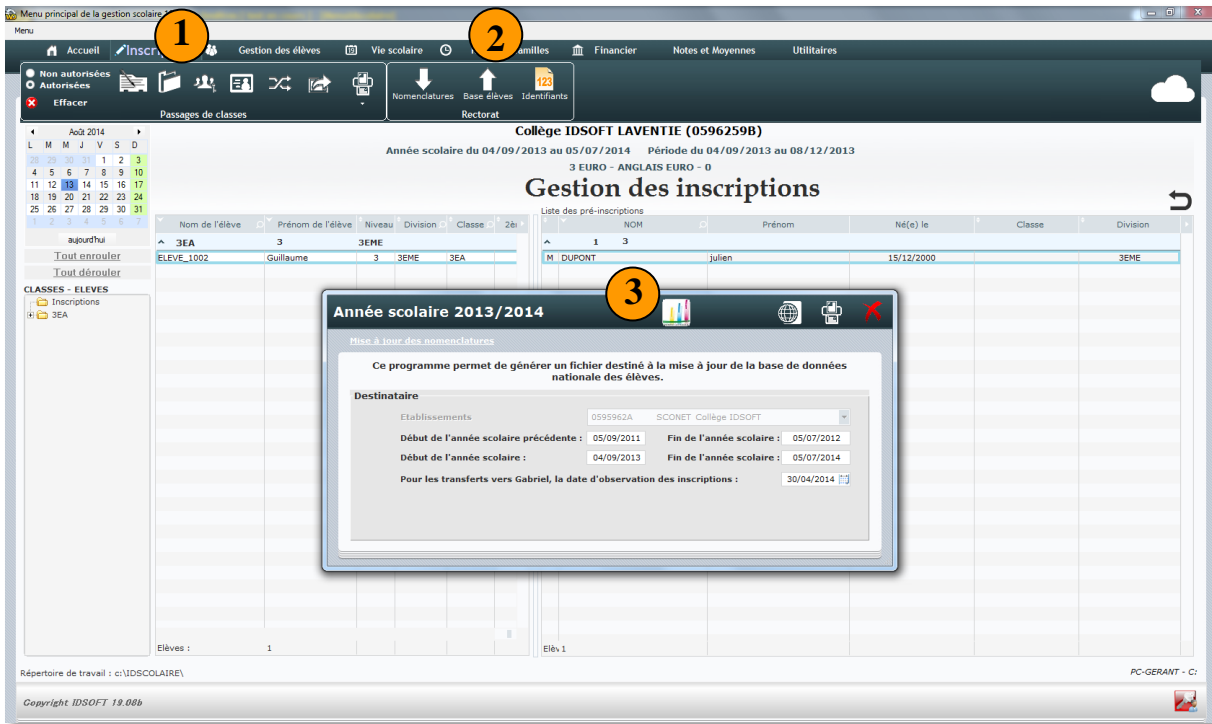 Menu principal de la gestion scolaire
Menu
1
2
Accueil Inscr Gestion des élèves Vie scolaire Familles Financier Notes et Moyennes Utilitaires
Non autorisées
Autorisées
Effacer
Passages de classes
Nomenclatures Base élèves Identifiants
123
Rectorat
Août 2014
L M M J V S D
28 29 30 31 1 2 3
4 5 6 7 8 9 10
11 12 13 14 15 16 17
18 19 20 21 22 23 24
25 26 27 28 29 30 31
1 2 3 4 5 6 7
aujourd'hui
Tout enrouler
Tout dérouler
CLASSES - ELEVES
Inscriptions
3EA
Collège IDSOFT LAVENTIE (0596259B)
Année scolaire du 04/09/2013 au 05/07/2014 Période du 04/09/2013 au 08/12/2013
3 EURO - ANGLAIS EURO - 0
Gestion des inscriptions
Liste des pré-inscriptions
Nom de l'élève Prénom de l'élève Niveau Division Classe 2è
3EA 3 3EME
ELEVE_1002 Guillaume 3 3EME 3EA
NOM Prénom Né(e) le Classe Division
1 3
M DUPONT julien 15/12/2000 3EME
3
Année scolaire 2013/2014
Mise à jour des nomenclatures
Ce programme permet de générer un fichier destiné à la mise à jour de la base de données
nationale des élèves.
Destinataire
Etablissements 0595962A SCONET Collège IDSOFT
Début de l'année scolaire précédente : 05/09/2011 Fin de l'année scolaire : 05/07/2012
Début de l'année scolaire : 04/09/2013 Fin de l'année scolaire : 05/07/2014
Pour les transferts vers Gabriel, la date d'observation des inscriptions : 30/04/2014
Elèves : 1
Elèv 1
Répertoire de travail : c:\IDSCOLAIRE\
PC-GERANT - C:
Copyright IDSOFT 19.08b